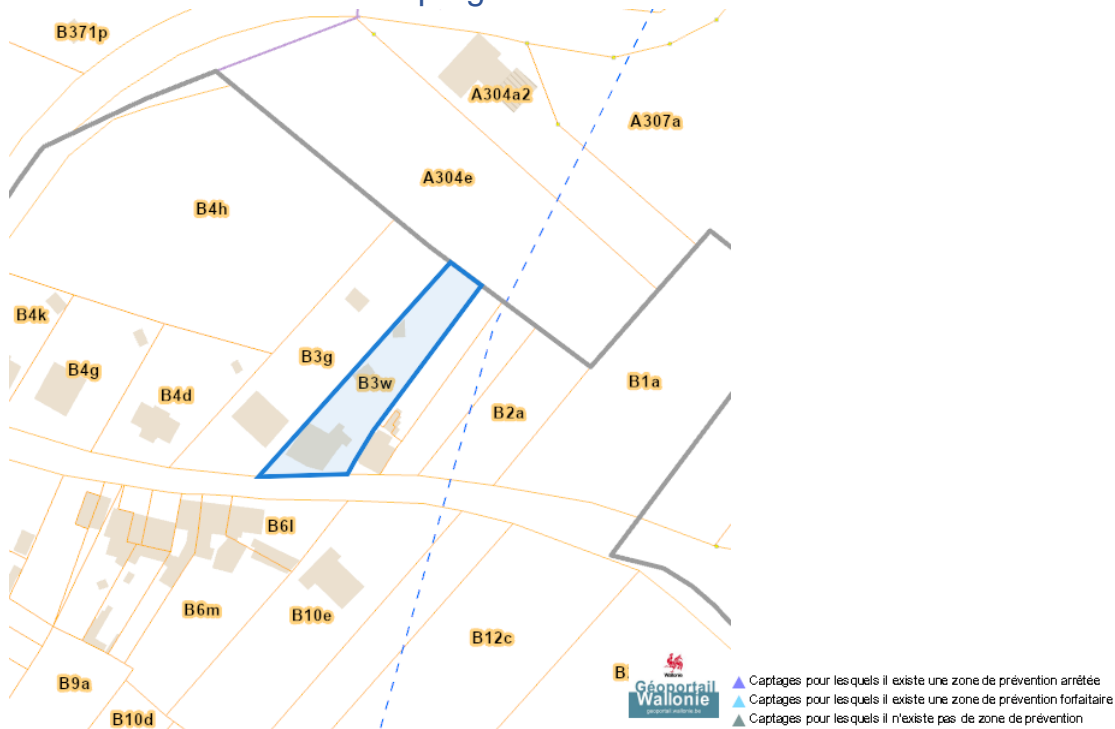 B371p
A304a2
A307a
A304e
B4h
B4k
B3g
B4g
B3w
B1a
B4d
B2a
B6l
B6m
B10e
B12c
B9a
B10d
B.
Wallonie
Géoportail
Wallonie
geoportail.wallonie.be
Captages pour lesquels il existe une zone de prévention arrêtée
Captages pour lesquels il existe une zone de prévention forfaitaire
Captages pour lesquels il n'existe pas de zone de prévention